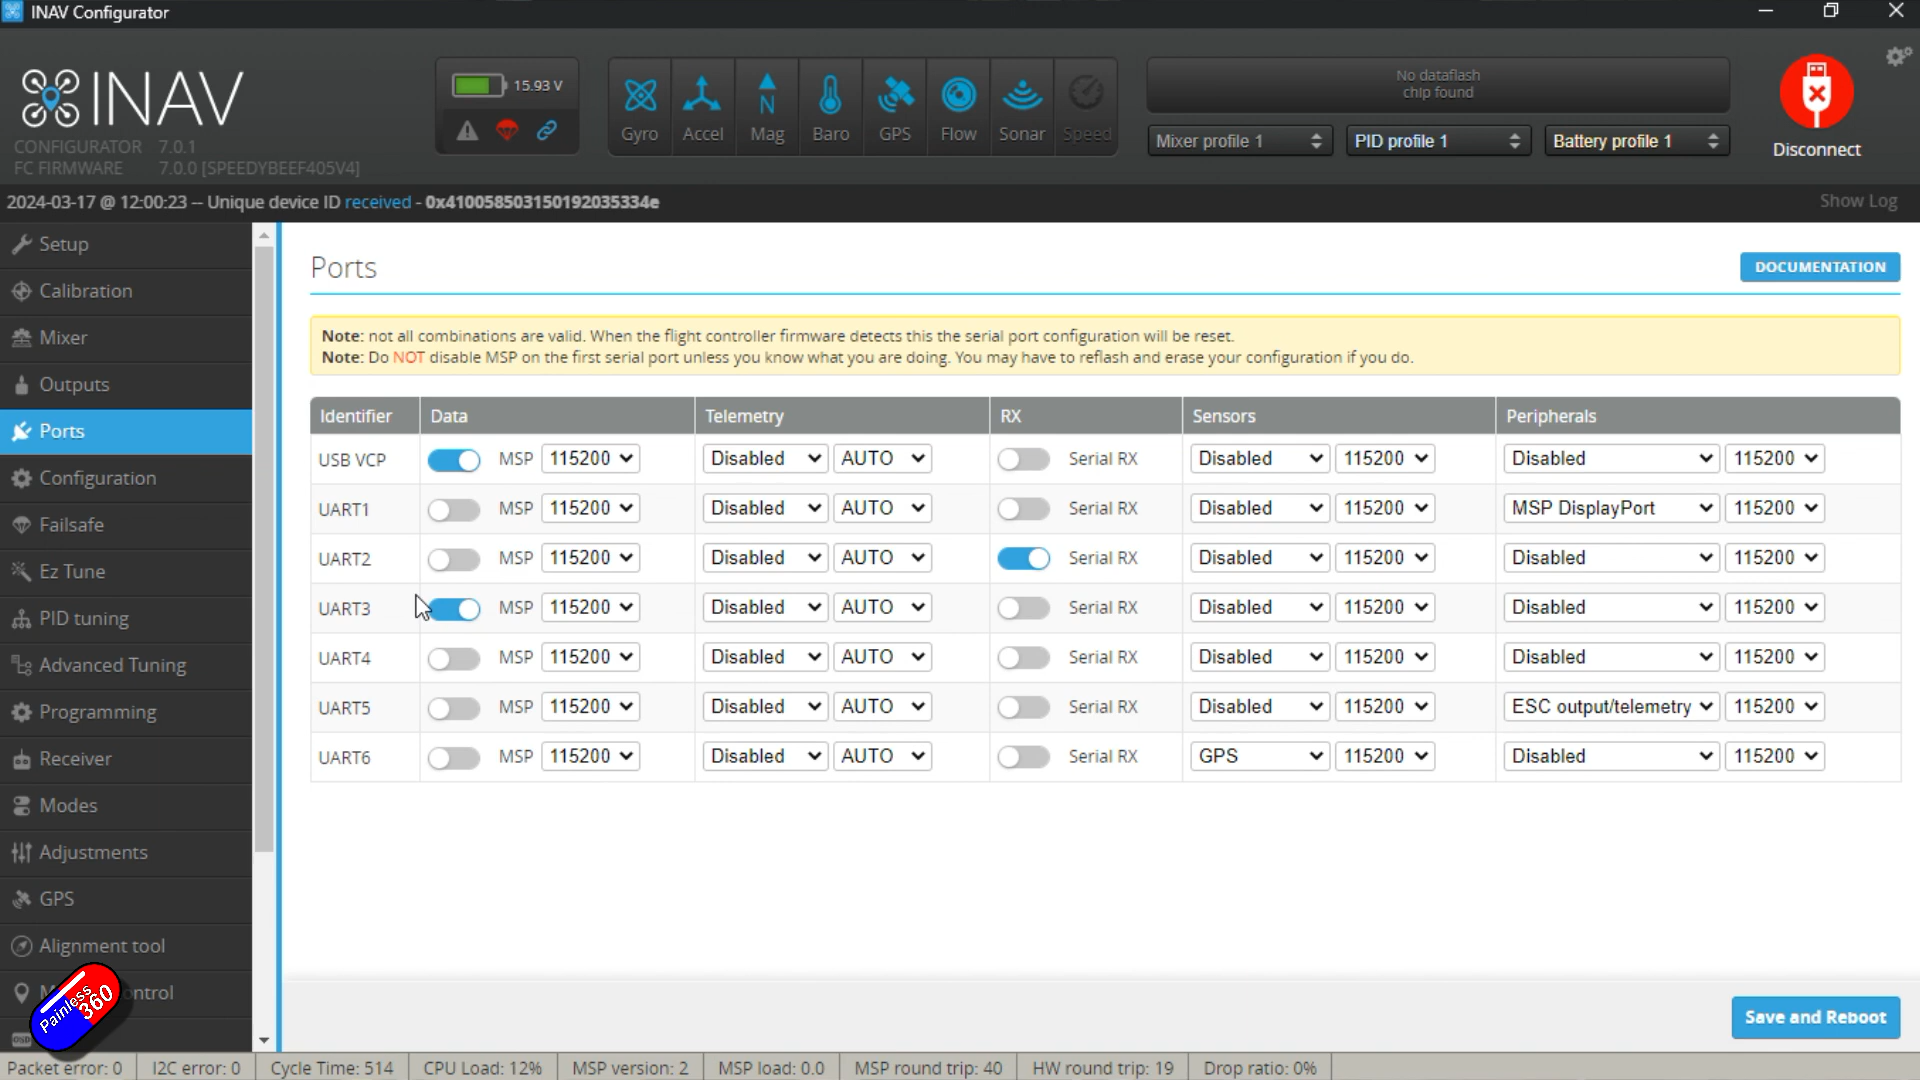 INAV Configurator
INAV
CONFIGURATOR 7.0.1
FC FIRMWARE 7.0.0 [SPEEDYBEEF405V4]
15.93 V
Gyro Accel Mag Baro GPS Flow Sonar Speed
No dataflash
chip found
Mixer profile 1 PID profile 1 Battery profile 1
Disconnect
2024-03-17 @ 12:00:23 -- Unique device ID received - 0x410058503150192035334e
Show Log
Setup
Calibration
Mixer
Outputs
Ports
Configuration
Failsafe
Ez Tune
PID tuning
Advanced Tuning
Programming
Receiver
Modes
Adjustments
GPS
Alignment tool
ntrol
Painless
360
OSD
Ports
DOCUMENTATION
Note: not all combinations are valid. When the flight controller firmware detects this the serial port configuration will be reset.
Note: Do NOT disable MSP on the first serial port unless you know what you are doing. You may have to reflash and erase your configuration if you do.
Identifier Data Telemetry RX Sensors Peripherals
USB VCP MSP 115200 Disabled AUTO Serial RX Disabled 115200 Disabled 115200
UART1 MSP 115200 Disabled AUTO Serial RX Disabled 115200 MSP DisplayPort 115200
UART2 MSP 115200 Disabled AUTO Serial RX Disabled 115200 Disabled 115200
UART3 MSP 115200 Disabled AUTO Serial RX Disabled 115200 Disabled 115200
UART4 MSP 115200 Disabled AUTO Serial RX Disabled 115200 Disabled 115200
UART5 MSP 115200 Disabled AUTO Serial RX Disabled 115200 ESC output/telemetry 115200
UART6 MSP 115200 Disabled AUTO Serial RX GPS 115200 Disabled 115200
Save and Reboot
Packet error: 0 I2C error: 0 Cycle Time: 514 CPU Load: 12% MSP version: 2 MSP load: 0.0 MSP round trip: 40 HW round trip: 19 Drop ratio: 0%